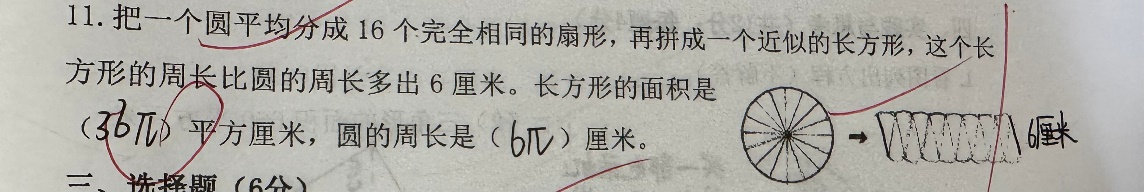 11. 把一个圆平均分成 16 个完全相同的扇形，再拼成一个近似的长方形，这个长
方形的周长比圆的周长多出 6 厘米。长方形的面积是
（36π）平方厘米，圆的周长是（6π）厘米。
6厘米
三、选择题（6分）